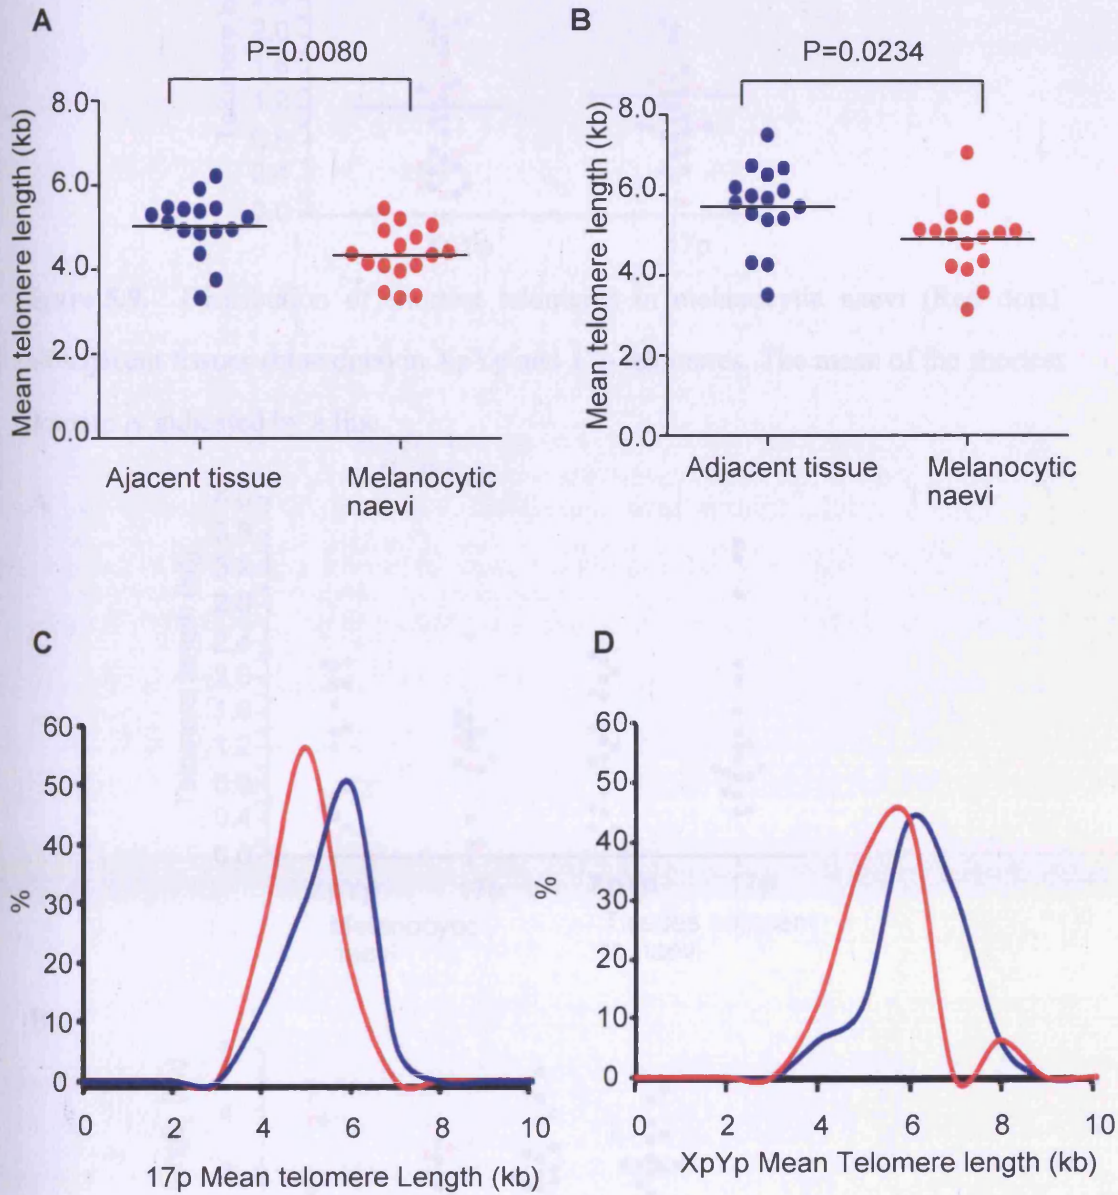 A
P=0.0080
Mean telomere length (kb)
8.0
6.0
4.0
2.0
0.0
Ajacent tissue
Melanocytic
naevi
B
P=0.0234
Mean telomere length (kb)
8.0
6.0
4.0
2.0
0.0
Adjacent tissue
Melanocytic
naevi
C
%
60
50
40
30
20
10
0
0 2 4 6 8 10
17p Mean telomere Length (kb)
D
%
60
50
40
30
20
10
0
0 2 4 6 8 10
XpYp Mean Telomere length (kb)